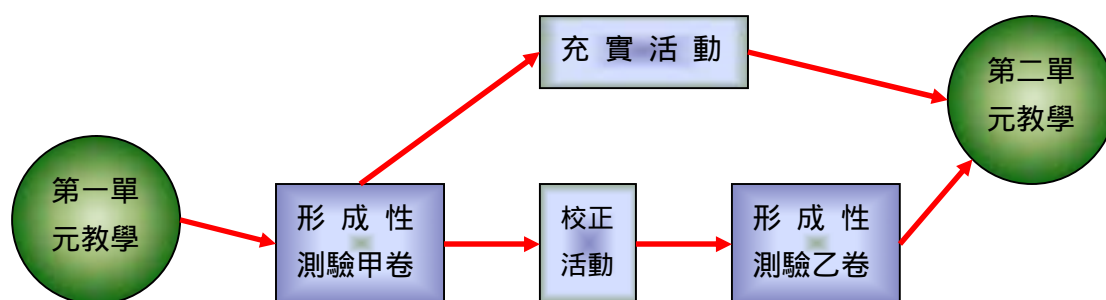 第一單
元教學
形成性
測驗甲卷
充實活動
校正
活動
形成性
測驗乙卷
第二單
元教學